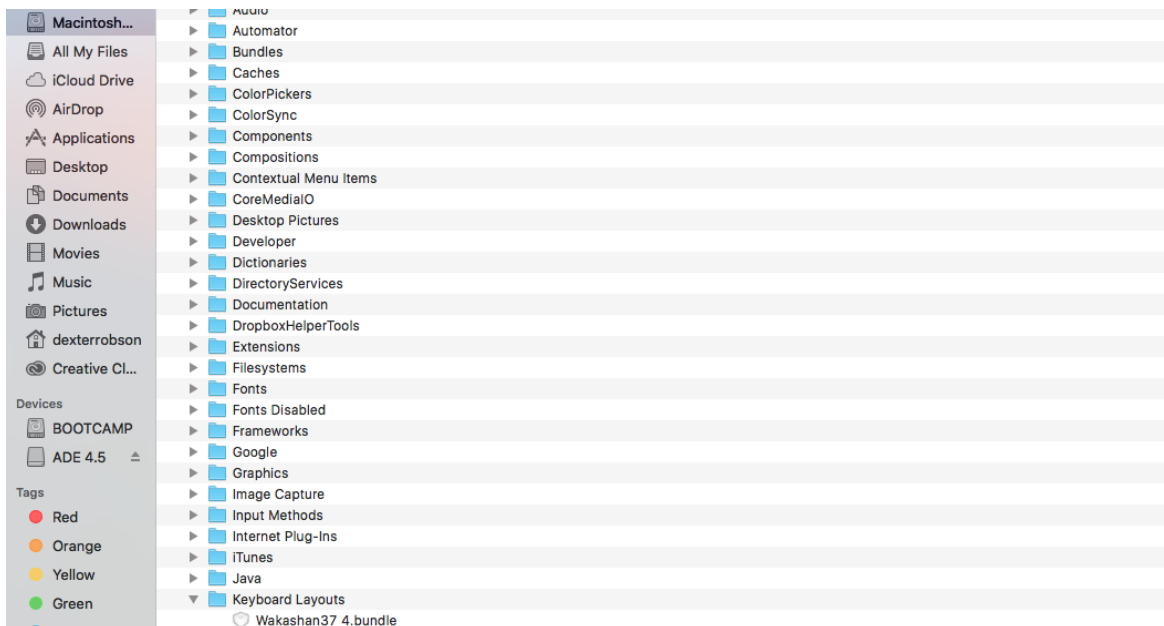 Macintosh...
All My Files
iCloud Drive
AirDrop
Applications
Desktop
Documents
Downloads
Movies
Music
Pictures
dexterrobson
Creative Cl...
Devices
BOOTCAMP
ADE 4.5
Tags
Red
Orange
Yellow
Green
Audio
Automator
Bundles
Caches
ColorPickers
ColorSync
Components
Compositions
Contextual Menu Items
CoreMediaIO
Desktop Pictures
Developer
Dictionaries
DirectoryServices
Documentation
DropboxHelperTools
Extensions
Filesystems
Fonts
Fonts Disabled
Frameworks
Google
Graphics
Image Capture
Input Methods
Internet Plug-Ins
iTunes
Java
Keyboard Layouts
Wakashan37 4.bundle